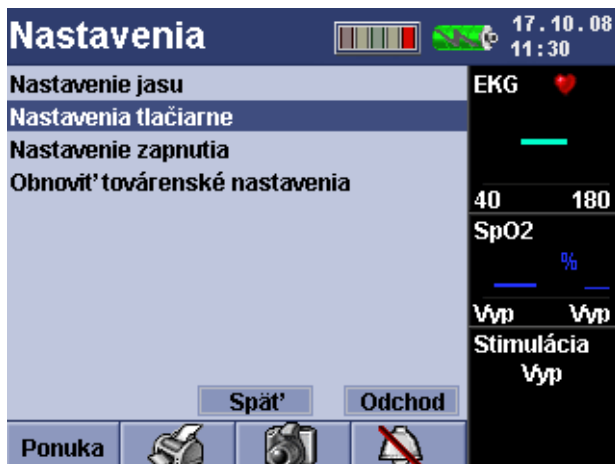 Nastavenia
17.10.08
11:30
Nastavenie jasu
Nastavenia tlačiarne
Nastavenie zapnutia
Obnoviť továrenské nastavenia
Späť
Odchod
Ponuka
EKG
40 180
SpO2
%
Vyp Vyp
Stimulácia
Vyp